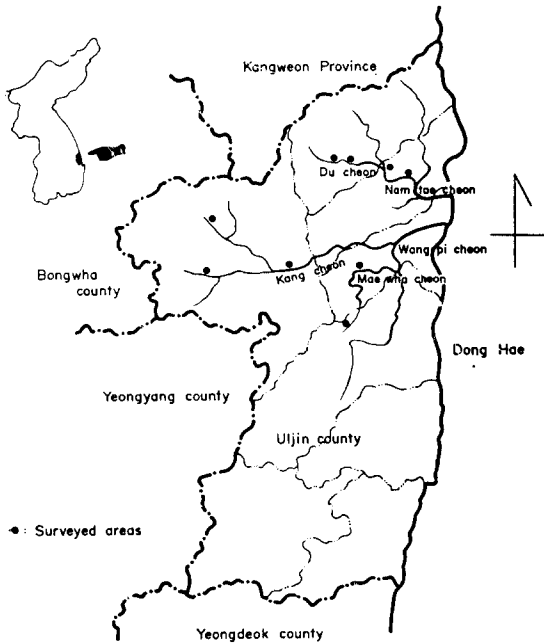 Kangweon Province
Du cheon
Nam tae cheon
Wang pi cheon
Kang cheon
Mae wha cheon
Bongwha
county
Dong Hae
Yeongyang county
Uljin county
: Surveyed areas
Yeongdeok county